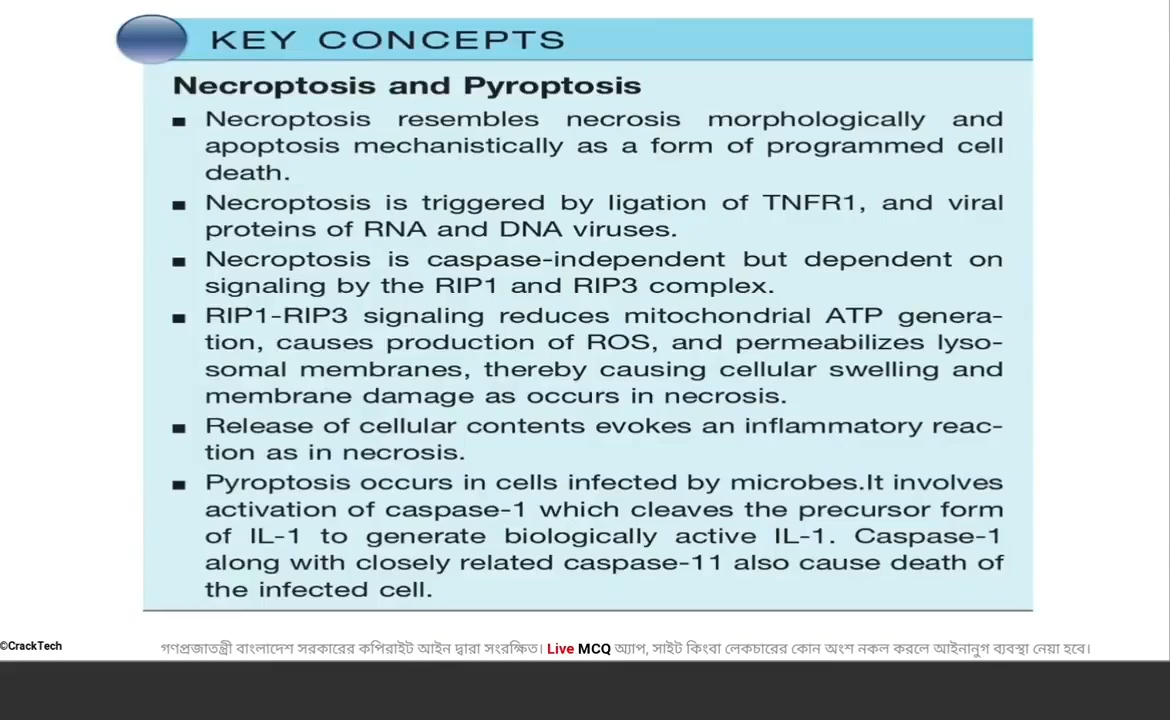 KEY CONCEPTS
Necroptosis and Pyroptosis
■ Necroptosis resembles necrosis morphologically and
apoptosis mechanistically as a form of programmed cell
death.
■ Necroptosis is triggered by ligation of TNFR1, and viral
proteins of RNA and DNA viruses.
■ Necroptosis is caspase-independent but dependent on
signaling by the RIP1 and RIP3 complex.
■ RIP1-RIP3 signaling reduces mitochondrial ATP genera-
tion, causes production of ROS, and permeabilizes lyso-
somal membranes, thereby causing cellular swelling and
membrane damage as occurs in necrosis.
■ Release of cellular contents evokes an inflammatory reac-
tion as in necrosis.
■ Pyroptosis occurs in cells infected by microbes.It involves
activation of caspase-1 which cleaves the precursor form
of IL-1 to generate biologically active IL-1. Caspase-1
along with closely related caspase-11 also cause death of
the infected cell.
©CrackTech
গণপ্রজাতন্ত্রী বাংলাদেশ সরকারের কপিরাইট আইন দ্বারা সংরক্ষিত। Live MCQ অ্যাপ, সাইট কিংবা লেকচারের কোন অংশ নকল করলে আইনানুগ ব্যবস্থা নেয়া হবে।